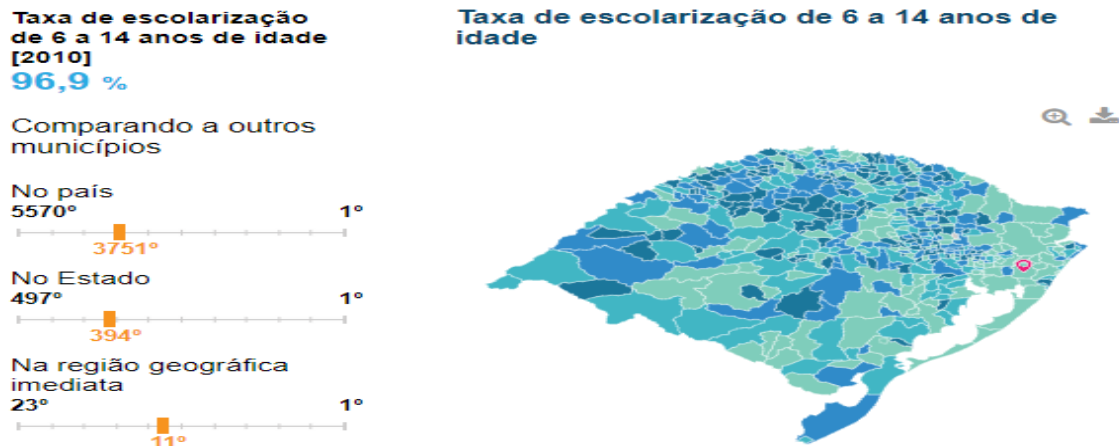 Taxa de escolarização
de 6 a 14 anos de idade
[2010]
96,9 %
Comparando a outros
municípios
No país
5570º 1º
3751º
No Estado
497º 1º
394º
Na região geográfica
imediata
23º 1º
11º
Taxa de escolarização de 6 a 14 anos de
idade